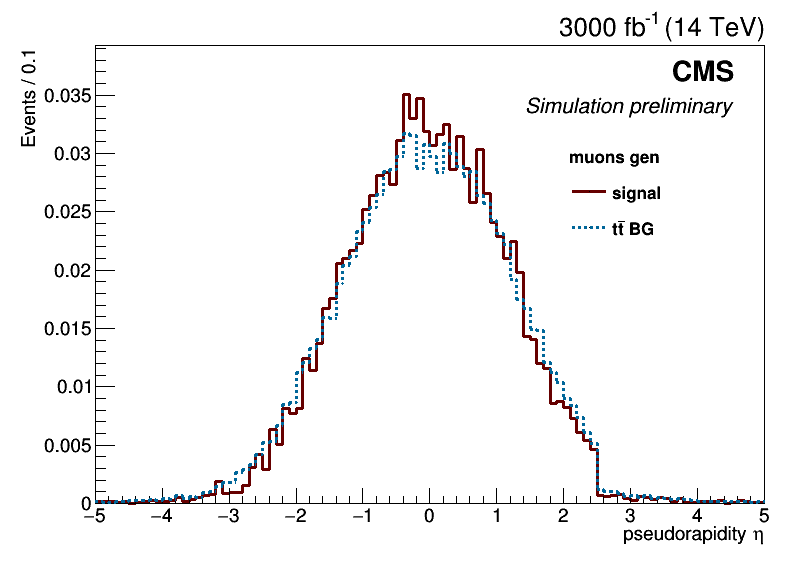 3000 fb⁻¹ (14 TeV)
CMS
Simulation preliminary
muons gen
signal
tt̄ BG
Events / 0.1
0.035
0.03
0.025
0.02
0.015
0.01
0.005
0
−5 −4 −3 −2 −1 0 1 2 3 4 5
pseudorapidity η